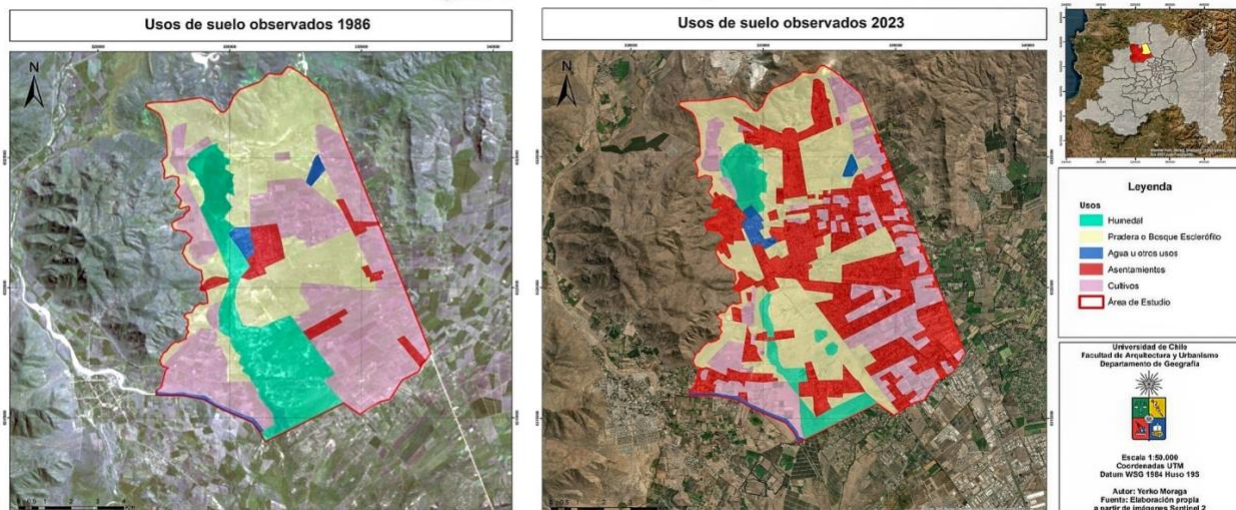 Usos de suelo observados 1986
Usos de suelo observados 2023
N
N
Leyenda
Usos
Humedal
Pradera o Bosque Esclerófito
Agua u otros usos
Asentamientos
Cultivos
Área de Estudio
Universidad de Chile
Facultad de Arquitectura y Urbanismo
Departamento de Geografía
Escala 1:50.000
Coordenadas UTM
Datum WSG 1984 Huso 19S
Autor: Yerko Moraga
Fuente: Elaboración propia
a partir de imágenes Sentinel 2